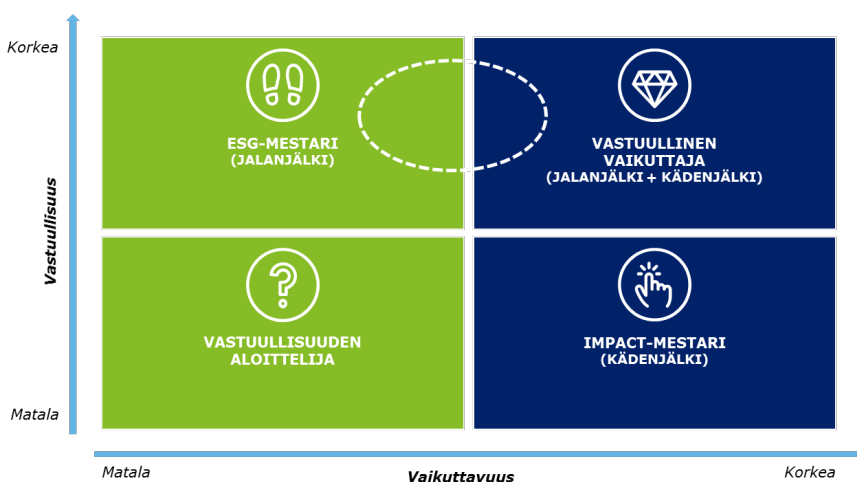 Korkea
ESG-MESTARI
(JALANJÄLKI)
VASTUULLINEN
VAIKUTTAJA
(JALANJÄLKI + KÄDENJÄLKI)
Vastuullisuus
VASTUULLISUUDEN
ALOITTELIJA
IMPACT-MESTARI
(KÄDENJÄLKI)
Matala
Matala
Vaikuttavuus
Korkea